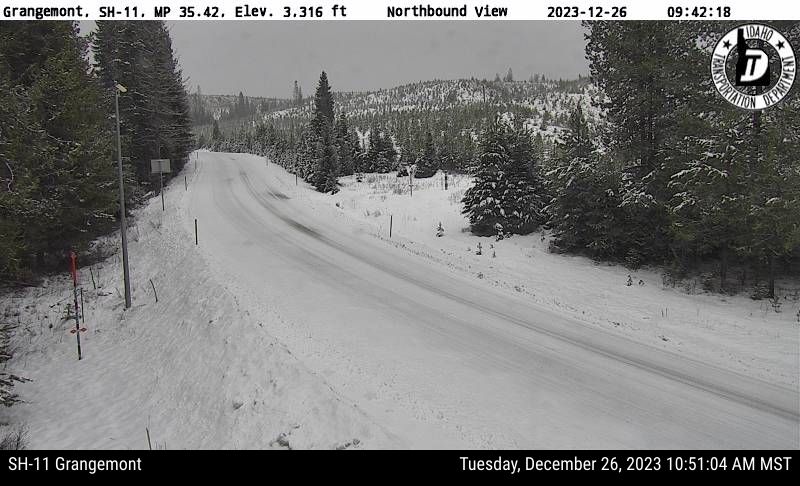 Grangemont, SH-11, MP 35.42, Elev. 3,316 ft Northbound View 2023-12-26 09:42:18
IDAHO
TRANSPORTATION DEPARTMENT
SH-11 Grangemont Tuesday, December 26, 2023 10:51:04 AM MST